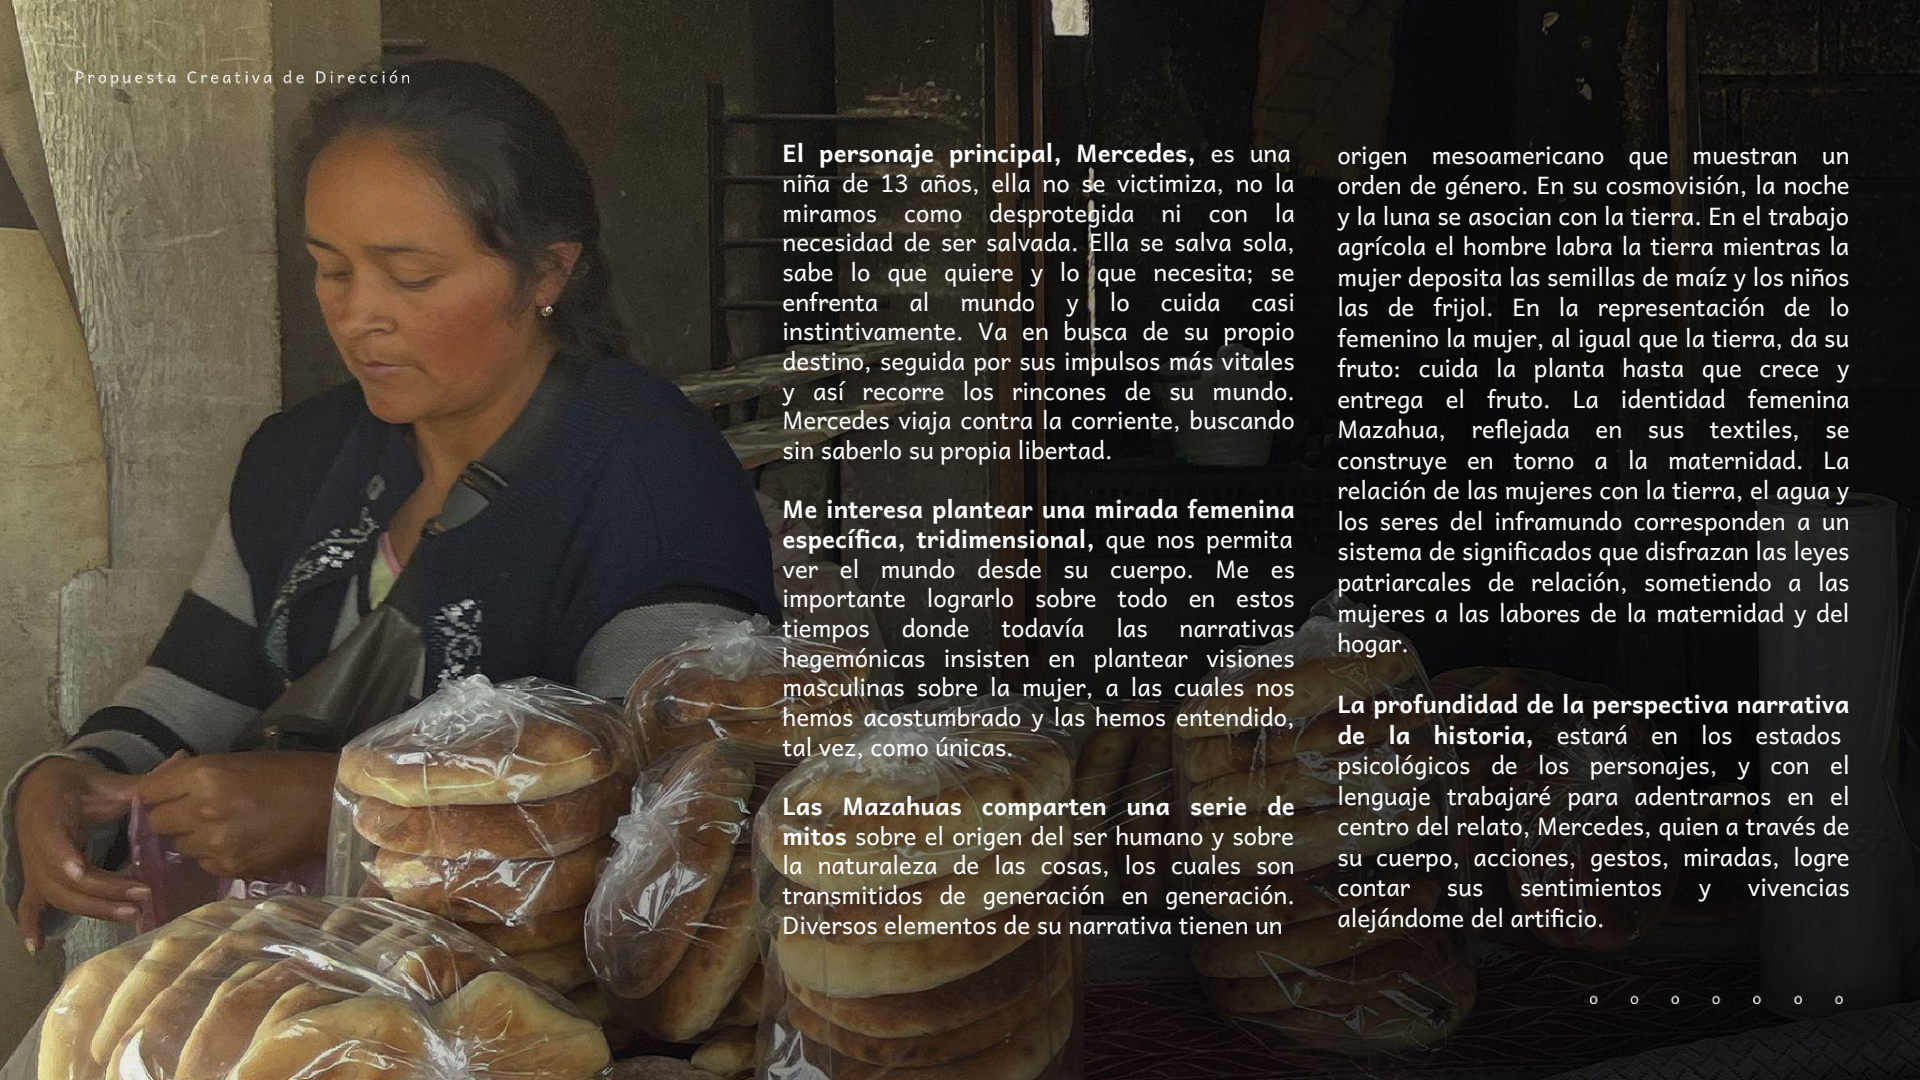 Propuesta Creativa de Dirección
El personaje principal, Mercedes, es una
niña de 13 años, ella no se victimiza, no la
miramos como desprotegida ni con la
necesidad de ser salvada. Ella se salva sola,
sabe lo que quiere y lo que necesita; se
enfrenta al mundo y lo cuida casi
instintivamente. Va en busca de su propio
destino, seguida por sus impulsos más vitales
y así recorre los rincones de su mundo.
Mercedes viaja contra la corriente, buscando
sin saberlo su propia libertad.
Me interesa plantear una mirada femenina
específica, tridimensional, que nos permita
ver el mundo desde su cuerpo. Me es
importante lograrlo sobre todo en estos
tiempos donde todavía las narrativas
hegemónicas insisten en plantear visiones
masculinas sobre la mujer, a las cuales nos
hemos acostumbrado y las hemos entendido,
tal vez, como únicas.
Las Mazahuas comparten una serie de
mitos sobre el origen del ser humano y sobre
la naturaleza de las cosas, los cuales son
transmitidos de generación en generación.
Diversos elementos de su narrativa tienen un
origen mesoamericano que muestran un
orden de género. En su cosmovisión, la noche
y la luna se asocian con la tierra. En el trabajo
agrícola el hombre labra la tierra mientras la
mujer deposita las semillas de maíz y los niños
las de frijol. En la representación de lo
femenino la mujer, al igual que la tierra, da su
fruto: cuida la planta hasta que crece y
entrega el fruto. La identidad femenina
Mazahua, reflejada en sus textiles, se
construye en torno a la maternidad. La
relación de las mujeres con la tierra, el agua y
los seres del inframundo corresponden a un
sistema de significados que disfrazan las leyes
patriarcales de relación, sometiendo a las
mujeres a las labores de la maternidad y del
hogar.
La profundidad de la perspectiva narrativa
de la historia, estará en los estados
psicológicos de los personajes, y con el
lenguaje trabajaré para adentrarnos en el
centro del relato, Mercedes, quien a través de
su cuerpo, acciones, gestos, miradas, logre
contar sus sentimientos y vivencias
alejándome del artificio.